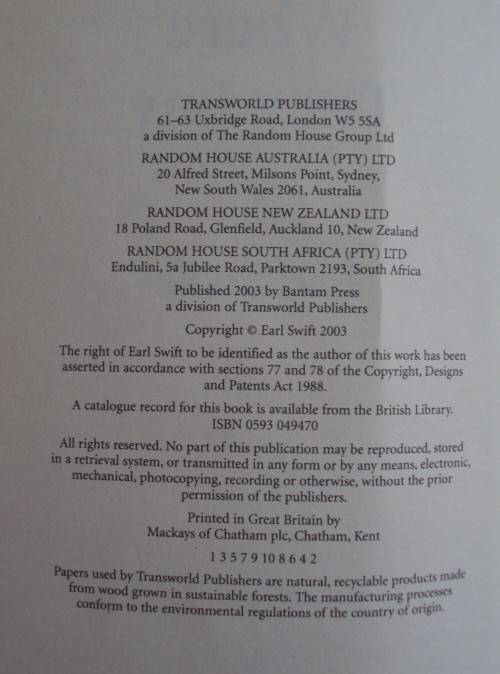 TRANSWORLD PUBLISHERS
61–63 Uxbridge Road, London W5 5SA
a division of The Random House Group Ltd
RANDOM HOUSE AUSTRALIA (PTY) LTD
20 Alfred Street, Milsons Point, Sydney,
New South Wales 2061, Australia
RANDOM HOUSE NEW ZEALAND LTD
18 Poland Road, Glenfield, Auckland 10, New Zealand
RANDOM HOUSE SOUTH AFRICA (PTY) LTD
Endulini, 5a Jubilee Road, Parktown 2193, South Africa
Published 2003 by Bantam Press
a division of Transworld Publishers
Copyright © Earl Swift 2003
The right of Earl Swift to be identified as the author of this work has been
asserted in accordance with sections 77 and 78 of the Copyright, Designs
and Patents Act 1988.
A catalogue record for this book is available from the British Library.
ISBN 0593 049470
All rights reserved. No part of this publication may be reproduced, stored
in a retrieval system, or transmitted in any form or by any means, electronic,
mechanical, photocopying, recording or otherwise, without the prior
permission of the publishers.
Printed in Great Britain by
Mackays of Chatham plc, Chatham, Kent
1 3 5 7 9 10 8 6 4 2
Papers used by Transworld Publishers are natural, recyclable products made
from wood grown in sustainable forests. The manufacturing processes
conform to the environmental regulations of the country of origin.